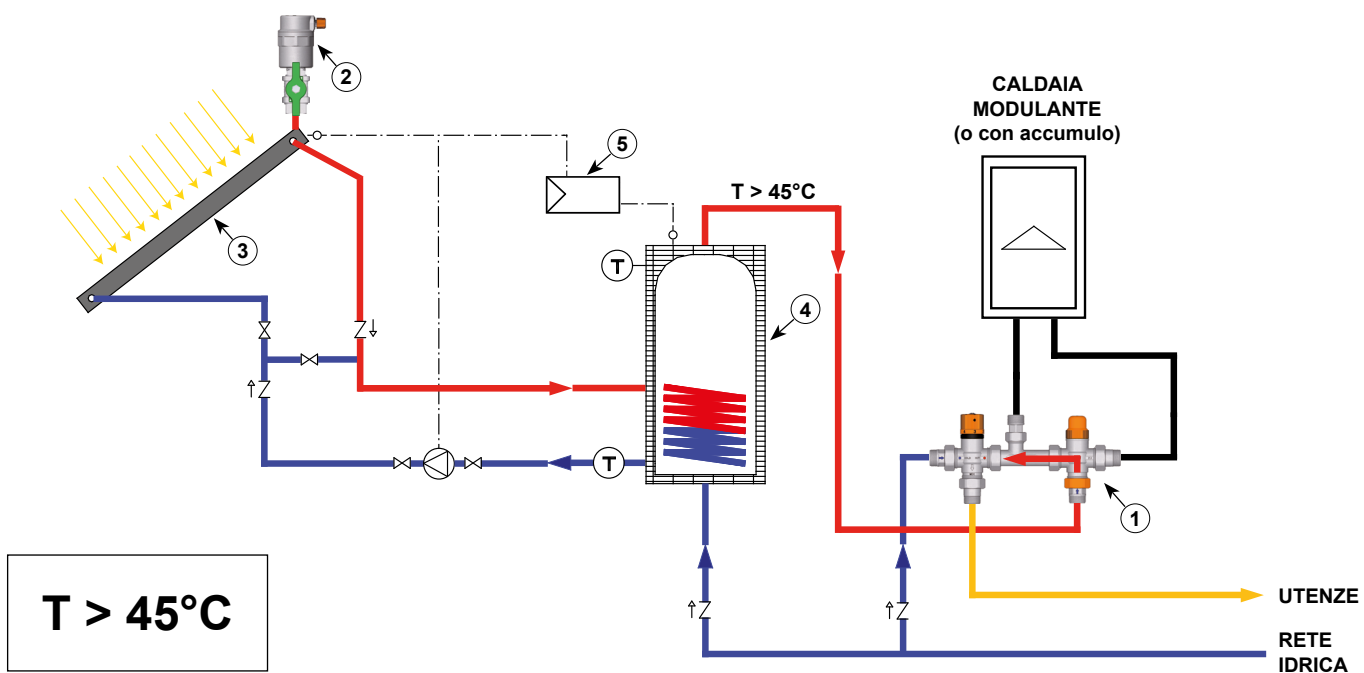 2
CALDAIA
MODULANTE
(o con accumulo)
5
T > 45°C
3
T
4
T
1
T > 45°C
UTENZE
RETE
IDRICA